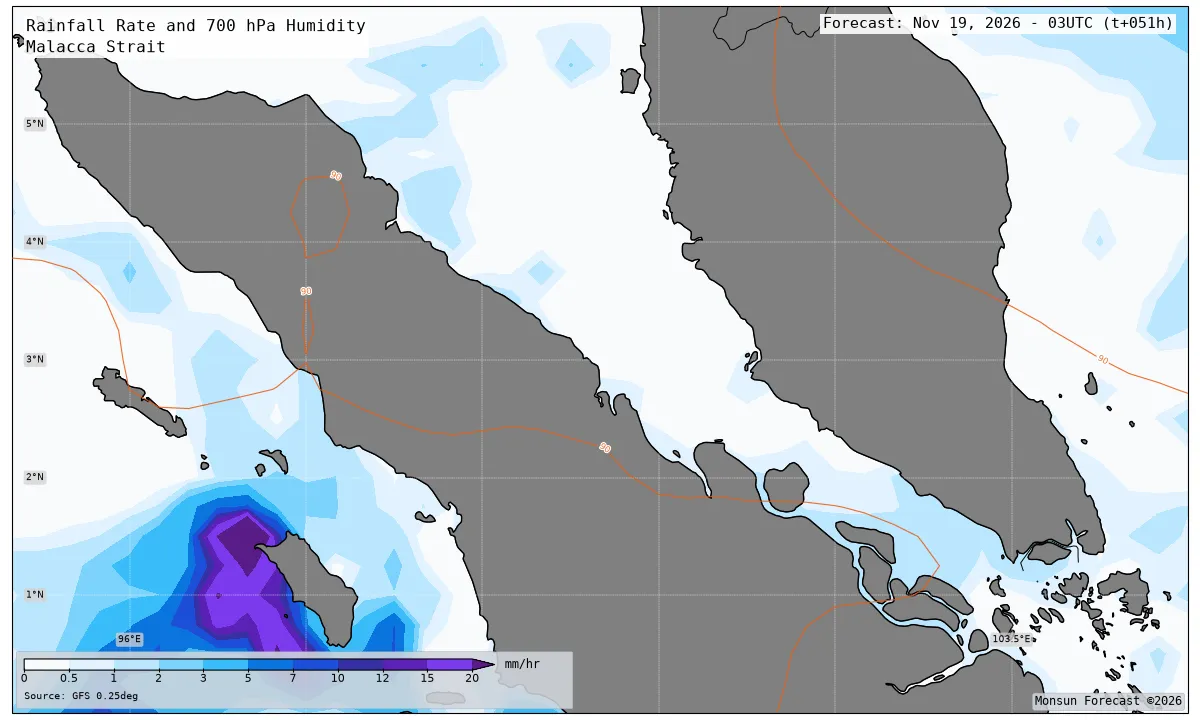 Rainfall Rate and 700 hPa Humidity
Malacca Strait
Forecast: Nov 19, 2026 - 03UTC (t+051h)
5°N
90
4°N
90
3°N
90
90
2°N
1°N
96°E
103.5°E
0 0.5 1 2 3 5 7 10 12 15 20 mm/hr
Source: GFS 0.25deg
Monsun Forecast ©2026